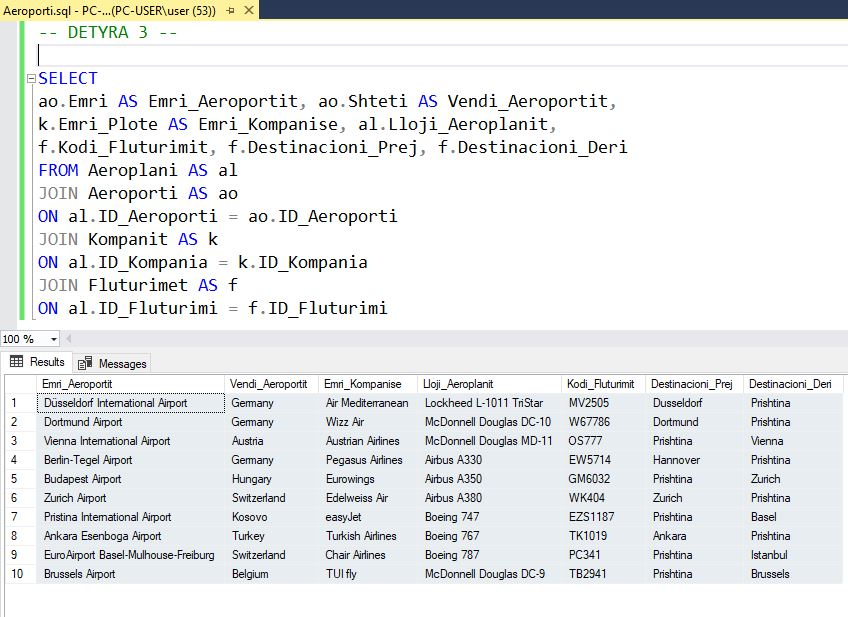 Aeroporti.sql - PC-...(PC-USER\user (53))
-- DETYRA 3 --
SELECT
ao.Emri AS Emri_Aeroportit, ao.Shteti AS Vendi_Aeroportit,
k.Emri_Plote AS Emri_Kompanise, al.Lloji_Aeroplanit,
f.Kodi_Fluturimit, f.Destinacioni_Prej, f.Destinacioni_Deri
FROM Aeroplani AS al
JOIN Aeroporti AS ao
ON al.ID_Aeroporti = ao.ID_Aeroporti
JOIN Kompanit AS k
ON al.ID_Kompania = k.ID_Kompania
JOIN Fluturimet AS f
ON al.ID_Fluturimi = f.ID_Fluturimi
100 %
Results Messages
Emri_Aeroportit Vendi_Aeroportit Emri_Kompanise Lloji_Aeroplanit Kodi_Fluturimit Destinacioni_Prej Destinacioni_Deri
1 Düsseldorf International Airport Germany Air Mediterranean Lockheed L-1011 TriStar MV2505 Dusseldorf Prishtina
2 Dortmund Airport Germany Wizz Air McDonnell Douglas DC-10 W67786 Dortmund Prishtina
3 Vienna International Airport Austria Austrian Airlines McDonnell Douglas MD-11 OS777 Prishtina Vienna
4 Berlin-Tegel Airport Germany Pegasus Airlines Airbus A330 EW5714 Hannover Prishtina
5 Budapest Airport Hungary Eurowings Airbus A350 GM6032 Prishtina Zurich
6 Zurich Airport Switzerland Edelweiss Air Airbus A380 WK404 Zurich Prishtina
7 Pristina International Airport Kosovo easyJet Boeing 747 EZS1187 Prishtina Basel
8 Ankara Esenboga Airport Turkey Turkish Airlines Boeing 767 TK1019 Ankara Prishtina
9 EuroAirport Basel-Mulhouse-Freiburg Switzerland Chair Airlines Boeing 787 PC341 Prishtina Istanbul
10 Brussels Airport Belgium TUI fly McDonnell Douglas DC-9 TB2941 Prishtina Brussels